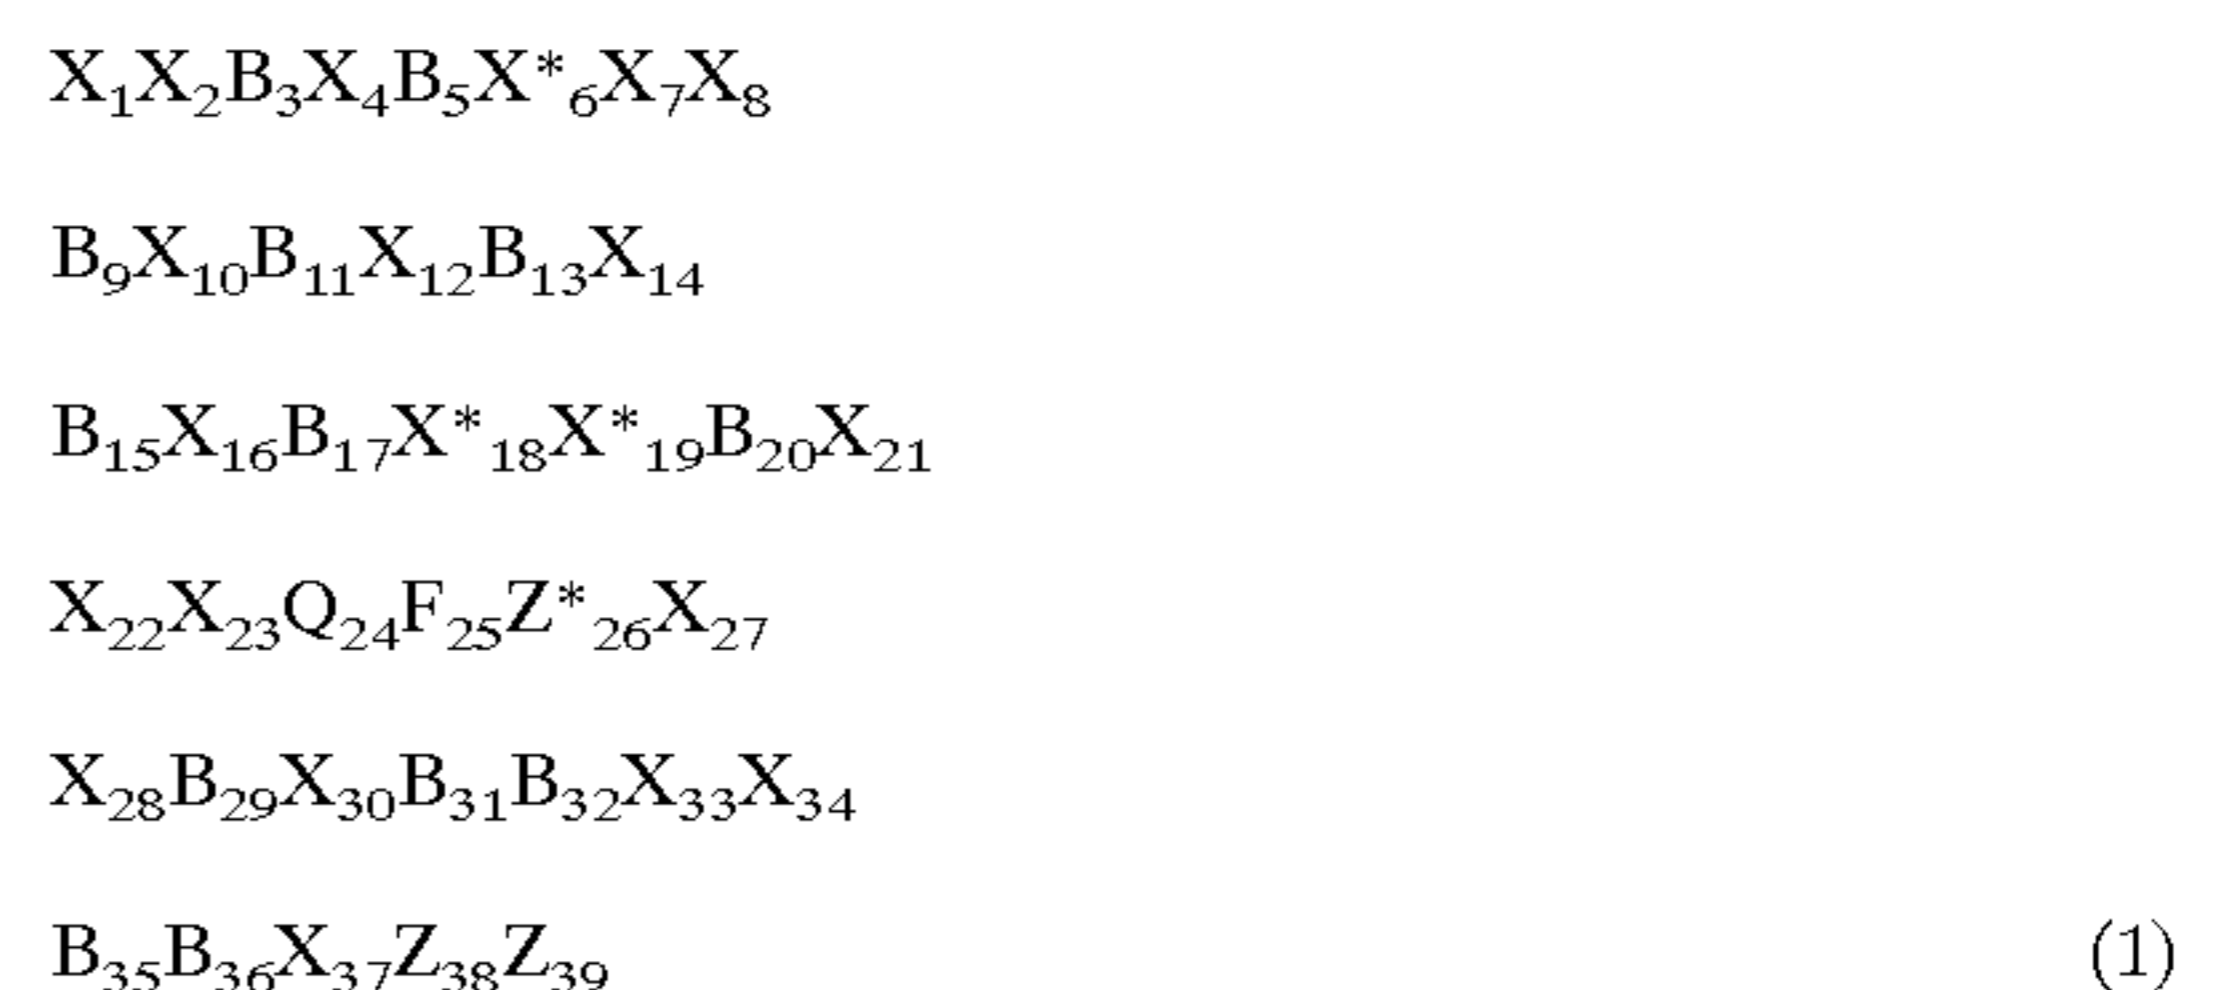 X₁X₂B₃X₄B₅X*₆X₇X₈
B₉X₁₀B₁₁X₁₂B₁₃X₁₄
B₁₅X₁₆B₁₇X*₁₈X*₁₉B₂₀X₂₁
X₂₂X₂₃Q₂₄F₂₅Z*₂₆X₂₇
X₂₈B₂₉X₃₀B₃₁B₃₂X₃₃X₃₄
B₃₅B₃₆X₃₇Z₃₈Z₃₉ (1)